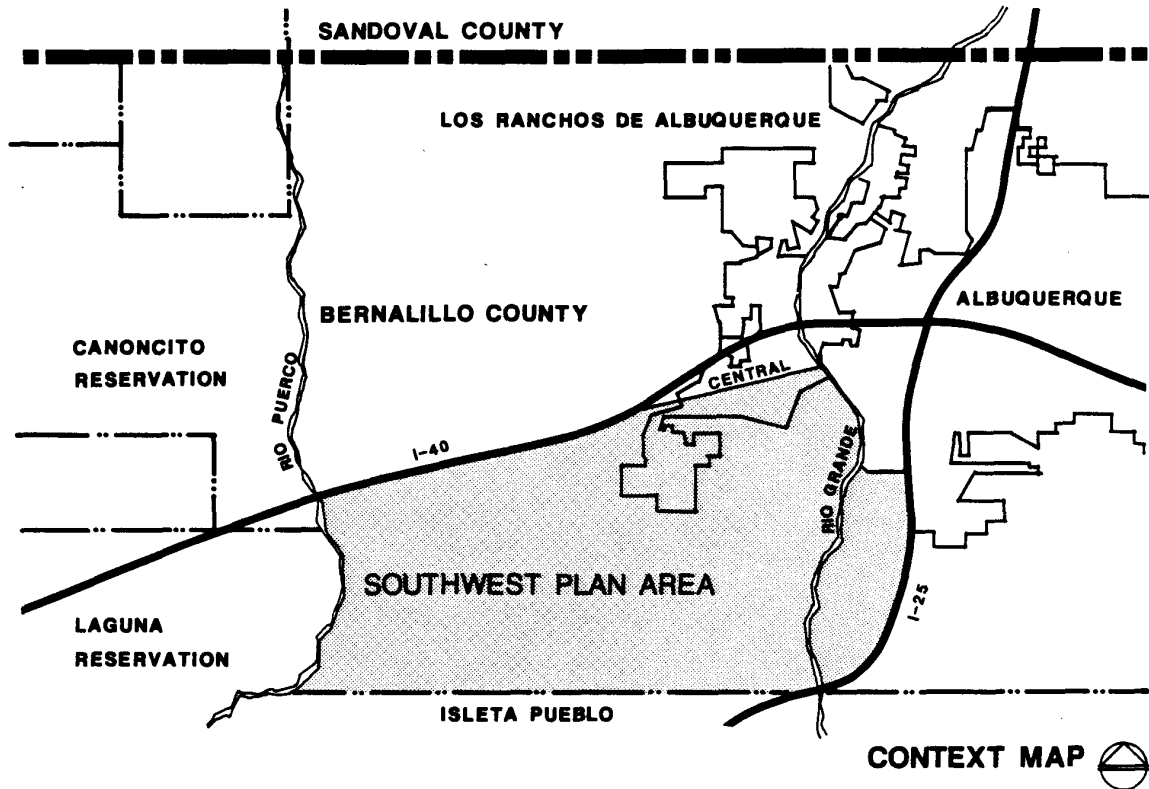 SANDOVAL COUNTY
LOS RANCHOS DE ALBUQUERQUE
ALBUQUERQUE
BERNALILLO COUNTY
CANONCITO
RESERVATION
RIO PUERCO
CENTRAL
I-40
RIO GRANDE
SOUTHWEST PLAN AREA
I-25
LAGUNA
RESERVATION
ISLETA PUEBLO
CONTEXT MAP